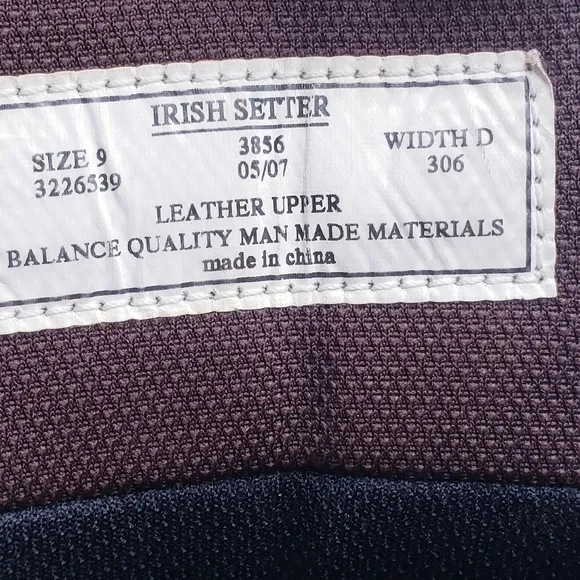 IRISH SETTER
SIZE 9 3856 WIDTH D
3226539 05/07 306
LEATHER UPPER
BALANCE QUALITY MAN MADE MATERIALS
made in china